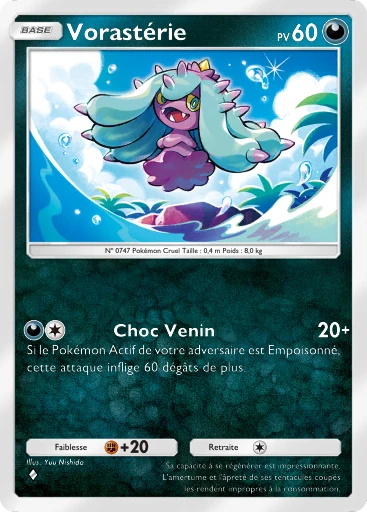 BASE Vorastérie PV 60
N° 0747 Pokémon Cruel Taille : 0,4 m Poids : 8,0 kg
Choc Venin 20+
Si le Pokémon Actif de votre adversaire est Empoisonné,
cette attaque inflige 60 dégâts de plus.
Faiblesse +20 Retraite
Illus. Yuu Nishida
Sa capacité à se régénérer est impressionnante.
L'amertume et l'âpreté de ses tentacules coupés
les rendent impropres à la consommation.